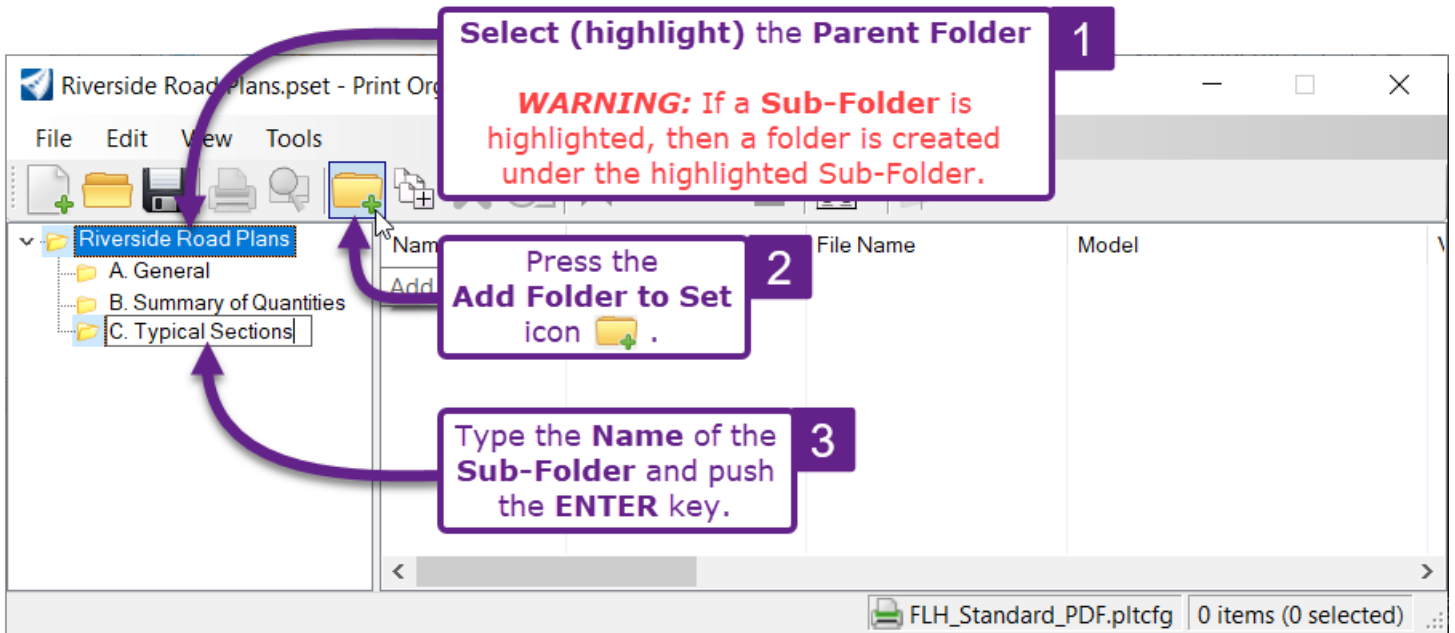 Select (highlight) the Parent Folder
1
WARNING: If a Sub-Folder is
highlighted, then a folder is created
under the highlighted Sub-Folder.
Riverside Road Plans.pset - Print Org
File Edit View Tools
Riverside Road Plans
A. General
B. Summary of Quantities
C. Typical Sections
Nam File Name Model
Add
Press the
Add Folder to Set
icon .
2
Type the Name of the
Sub-Folder and push
the ENTER key.
3
FLH_Standard_PDF.pltcfg 0 items (0 selected)